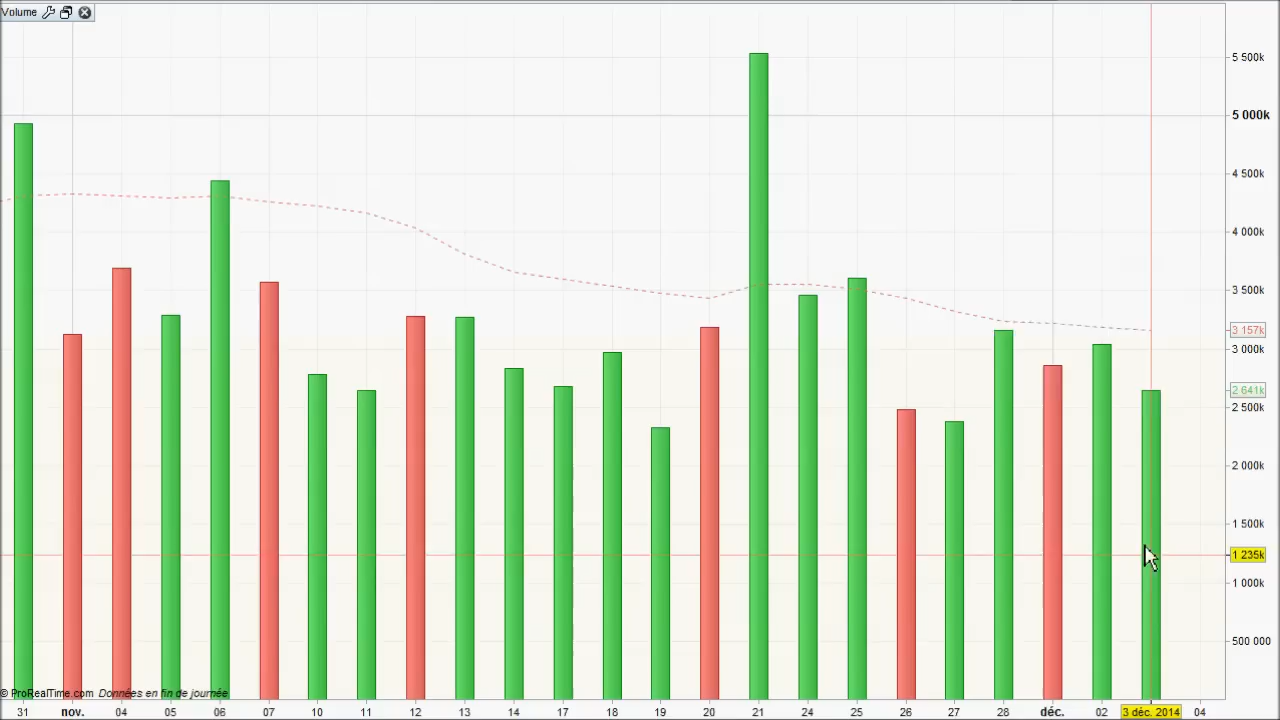 Volume
5 500k
5 000k
4 500k
4 000k
3 500k
3 157k
3 000k
2 641k
2 500k
2 000k
1 500k
1 235k
1 000k
500 000
© ProRealTime.com Données en fin de journée
31 nov. 04 05 06 07 10 11 12 13 14 17 18 19 20 21 24 25 26 27 28 déc. 02 3 déc. 2014 04